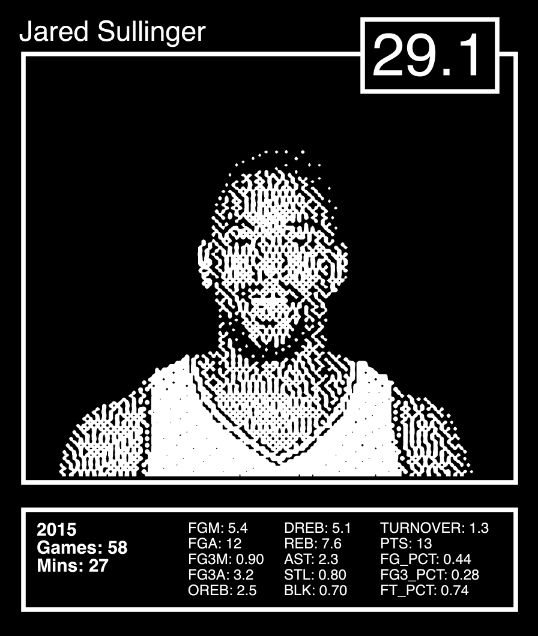 Jared Sullinger
29.1
2015
Games: 58
Mins: 27
FGM: 5.4
FGA: 12
FG3M: 0.90
FG3A: 3.2
OREB: 2.5
DREB: 5.1
REB: 7.6
AST: 2.3
STL: 0.80
BLK: 0.70
TURNOVER: 1.3
PTS: 13
FG_PCT: 0.44
FG3_PCT: 0.28
FT_PCT: 0.74